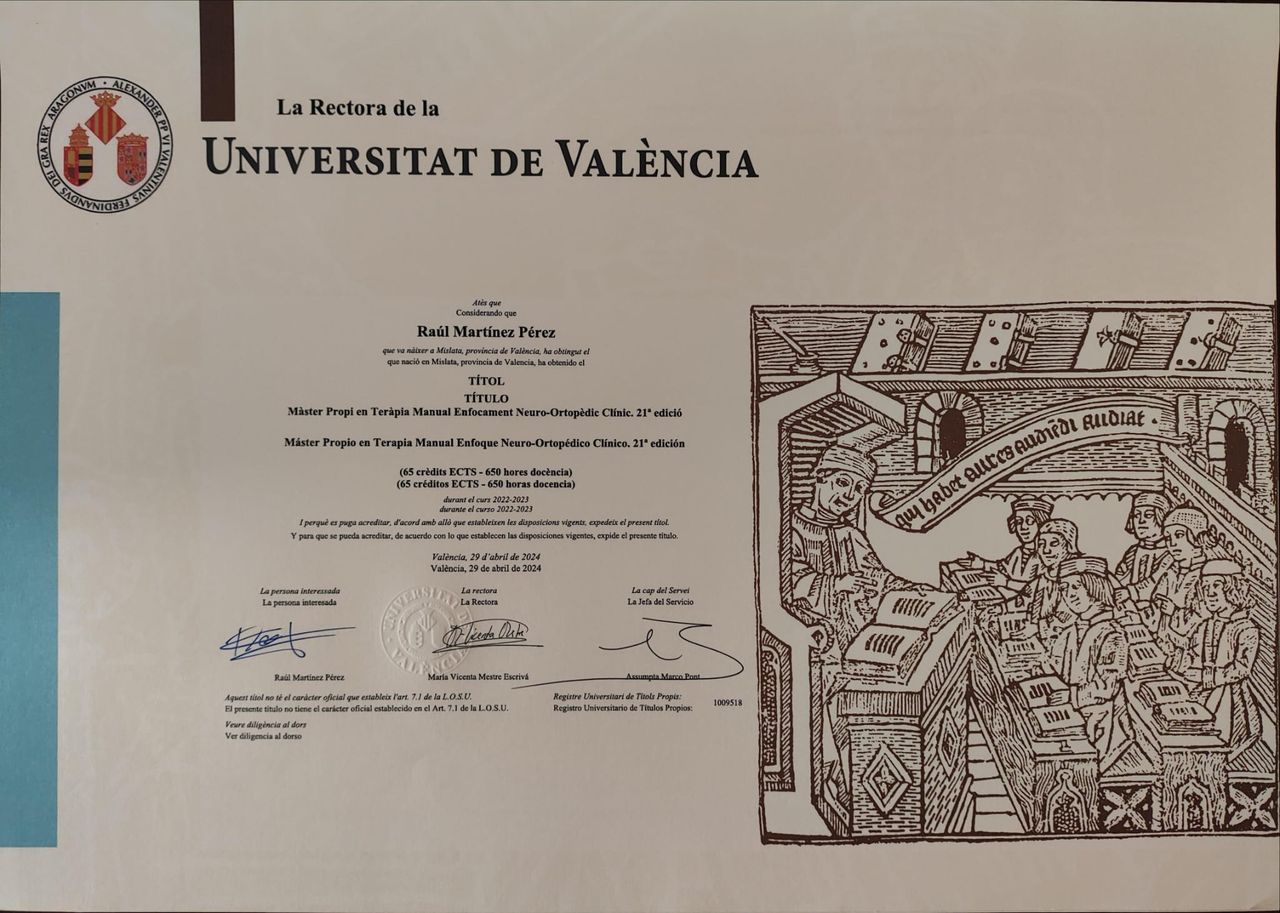 ALEXANDER PP VI VALENTINVS FERDINANDVS DEI GRA REX ARAGONVM
La Rectora de la
UNIVERSITAT DE VALÈNCIA
Atès que
Considerando que
Raúl Martínez Pérez
que va nàixer a Mislata, província de València, ha obtingut el
que nació en Mislata, provincia de Valencia, ha obtenido el
TÍTOL
TÍTULO
Màster Propi en Teràpia Manual Enfocament Neuro-Ortopèdic Clínic. 21ª edició
Máster Propio en Terapia Manual Enfoque Neuro-Ortopédico Clínico. 21ª edición
(65 crèdits ECTS - 650 hores docència)
(65 créditos ECTS - 650 horas docencia)
durant el curs 2022-2023
durante el curso 2022-2023
I perquè es puga acreditar, d'acord amb allò que estableixen les disposicions vigents, expedeix el present títol.
Y para que se pueda acreditar, de acuerdo con lo que establecen las disposiciones vigentes, expide el presente título.
València, 29 d'abril de 2024
València, 29 de abril de 2024
La persona interessada
La persona interesada
La rectora
La Rectora
La cap del Servei
La Jefa del Servicio
UNIVERSITAT
VALÈNCIA
Raúl Martínez Pérez
María Vicenta Mestre Escrivá
Assumpta Marco Pont
Aquest títol no té el caràcter oficial que estableix l'art. 7.1 de la L.O.S.U.
El presente título no tiene el carácter oficial establecido en el Art. 7.1 de la L.O.S.U.
Registre Universitari de Títols Propis:
Registro Universitario de Títulos Propios:
1009518
Veure diligència al dors
Ver diligencia al dorso
quy habet aures audiat